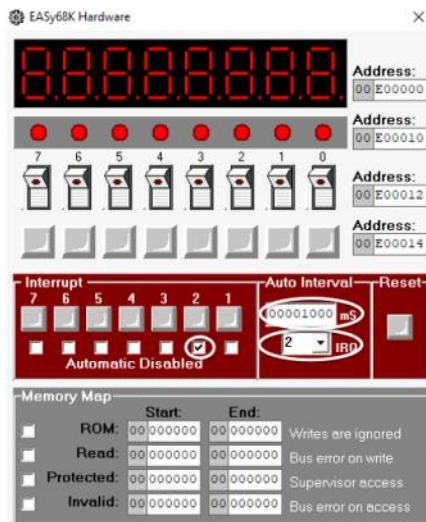 EASy68K Hardware
Address:
00 E00000
Address:
00 E00010
7 6 5 4 3 2 1 0
Address:
00 E00012
Address:
00 E00014
Interrupt
7 6 5 4 3 2 1
Automatic Disabled
Auto Interval
00001000 mS
2 IRQ
Reset
Memory Map
Start: End:
ROM: 00 000000 00 000000 Writes are ignored
Read: 00 000000 00 000000 Bus error on write
Protected: 00 000000 00 000000 Supervisor access
Invalid: 00 000000 00 000000 Bus error on access